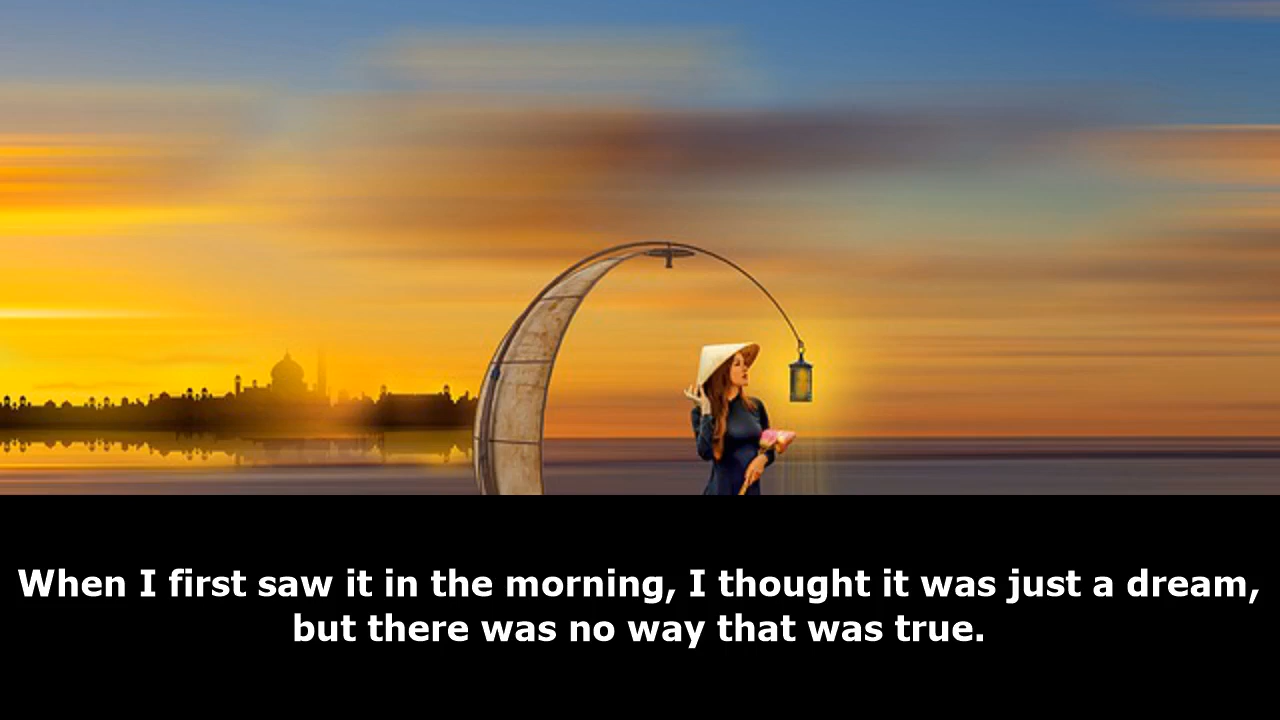 When I first saw it in the morning, I thought it was just a dream,
but there was no way that was true.